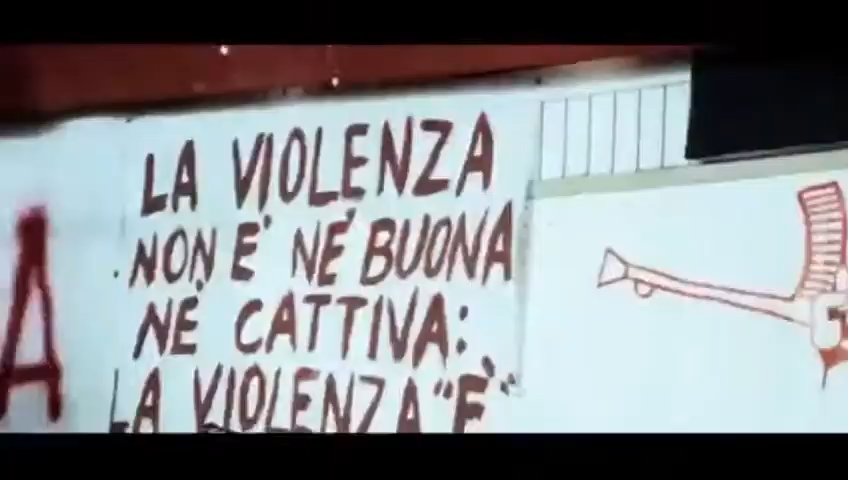 LA VIOLENZA
NON E' NE' BUONA
NE' CATTIVA:
LA VIOLENZA "E'"
A